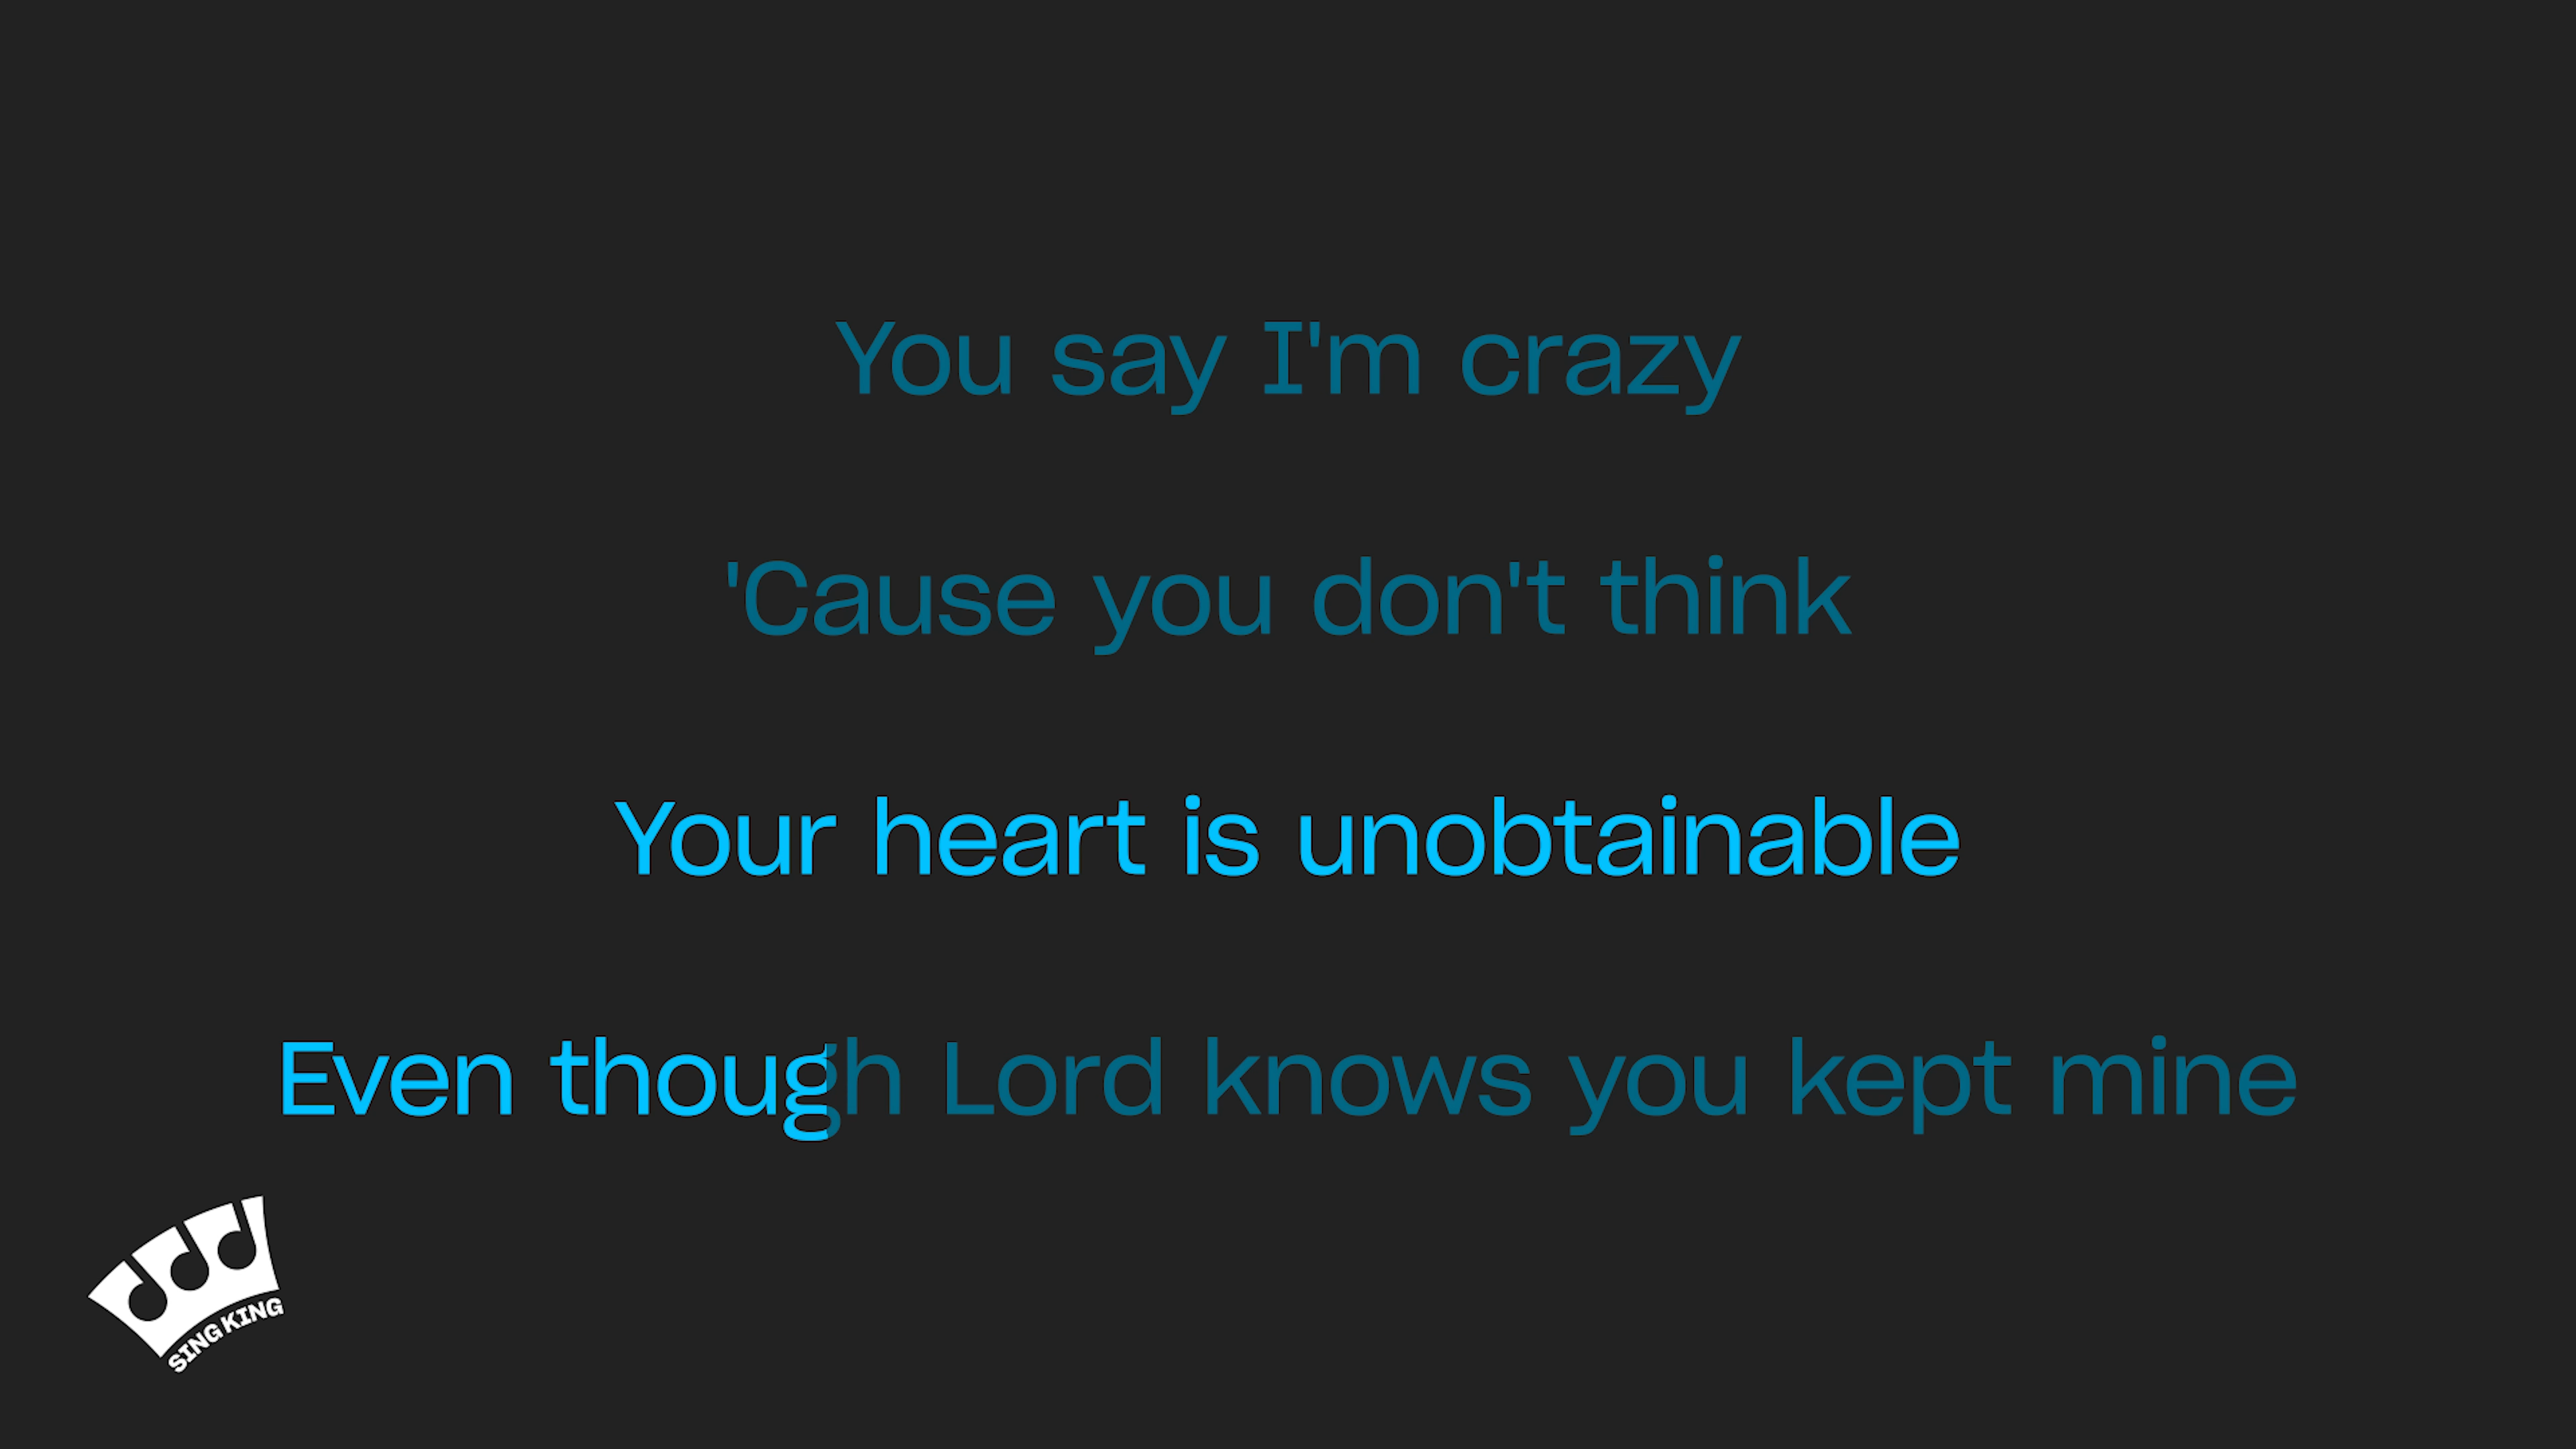 You say I'm crazy
'Cause you don't think
Your heart is unobtainable
Even though Lord knows you kept mine
SING KING